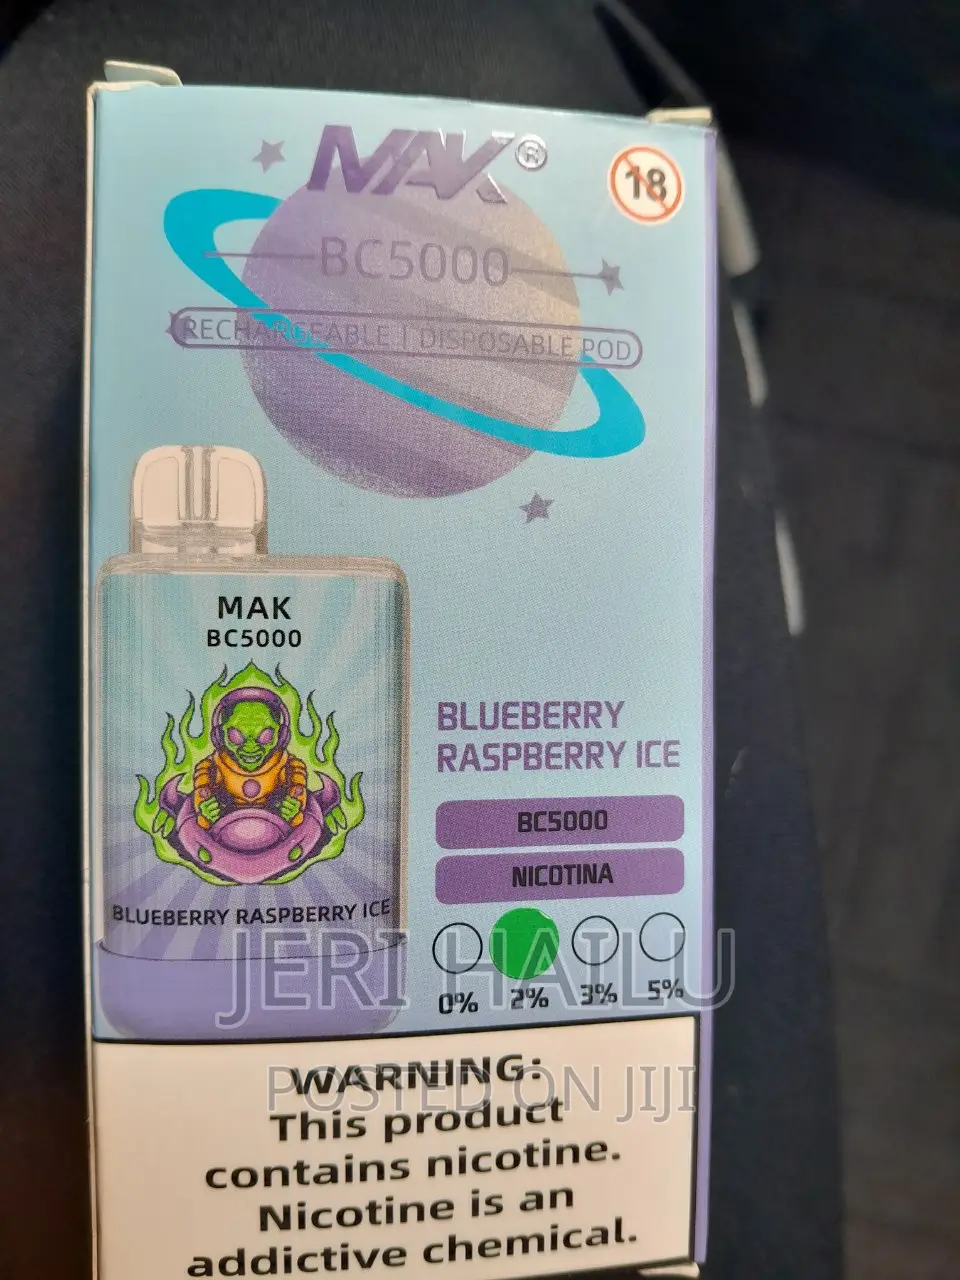 MAK®
18
BC5000
RECHARGEABLE | DISPOSABLE POD
MAK
BC5000
BLUEBERRY RASPBERRY ICE
BLUEBERRY
RASPBERRY ICE
BC5000
NICOTINA
0% 2% 3% 5%
JERI HAILU
POSTED ON JIJI
WARNING:
This product
contains nicotine.
Nicotine is an
addictive chemical.